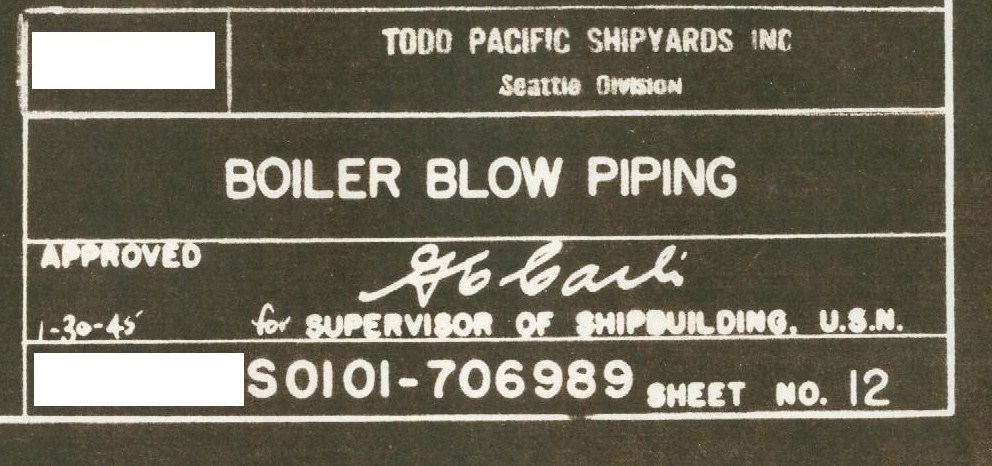 TODD PACIFIC SHIPYARDS INC
Seattle Division
BOILER BLOW PIPING
APPROVED
1-30-45 for SUPERVISOR OF SHIPBUILDING, U.S.N.
S0101-706989 SHEET NO. 12